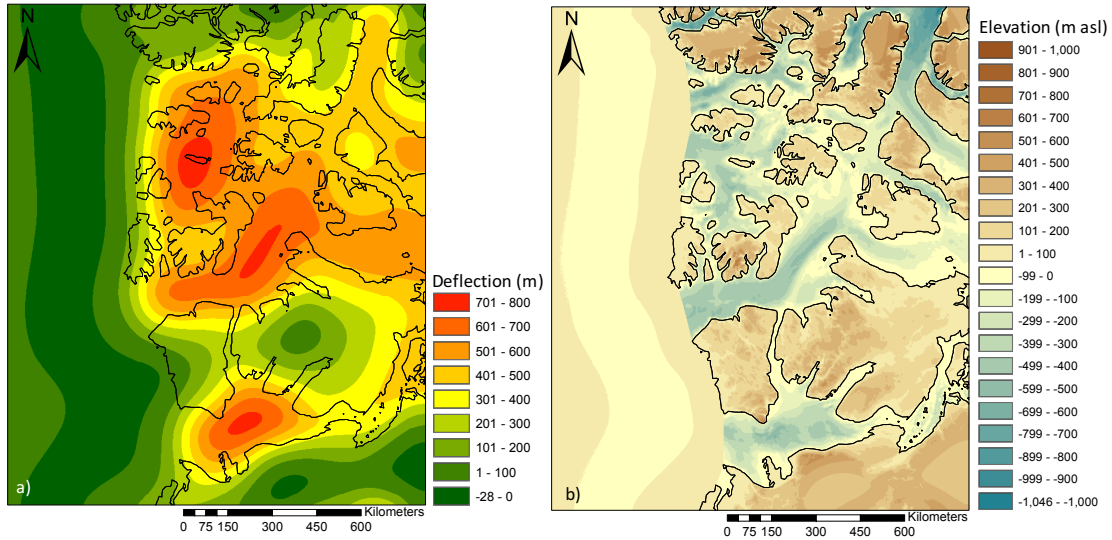 N
Deflection (m)
701 - 800
601 - 700
501 - 600
401 - 500
301 - 400
201 - 300
101 - 200
1 - 100
-28 - 0
a)
Kilometers
0 75 150 300 450 600
N
Elevation (m asl)
901 - 1,000
801 - 900
701 - 800
601 - 700
501 - 600
401 - 500
301 - 400
201 - 300
101 - 200
1 - 100
-99 - 0
-199 - -100
-299 - -200
-399 - -300
-499 - -400
-599 - -500
-699 - -600
-799 - -700
-899 - -800
-999 - -900
-1,046 - -1,000
b)
Kilometers
0 75 150 300 450 600